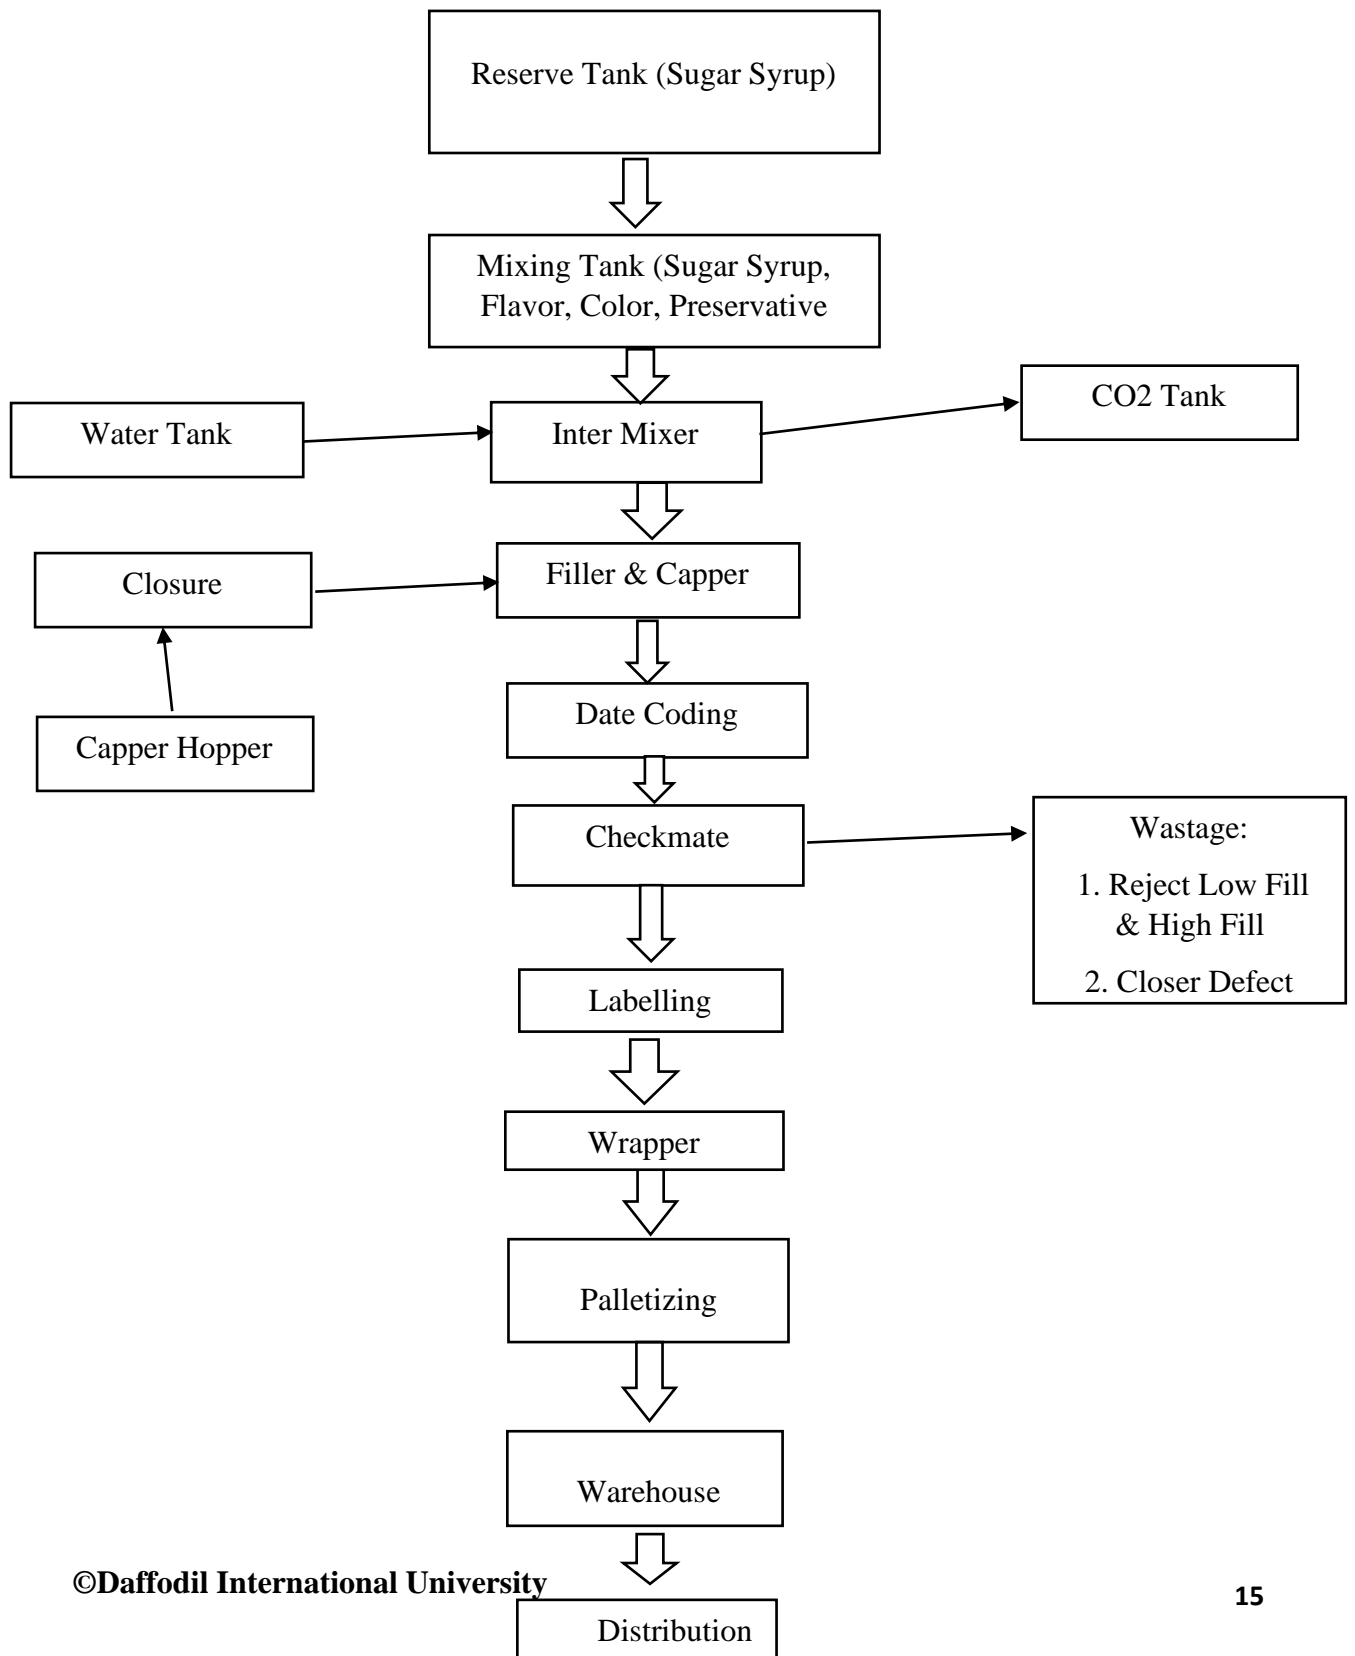 Reserve Tank (Sugar Syrup)
Mixing Tank (Sugar Syrup,
Flavor, Color, Preservative
CO2 Tank
Water Tank
Inter Mixer
Closure
Filler & Capper
Capper Hopper
Date Coding
Checkmate
Wastage:
1. Reject Low Fill
& High Fill
2. Closer Defect
Labelling
Wrapper
Palletizing
Warehouse
©Daffodil International University
15
Distribution